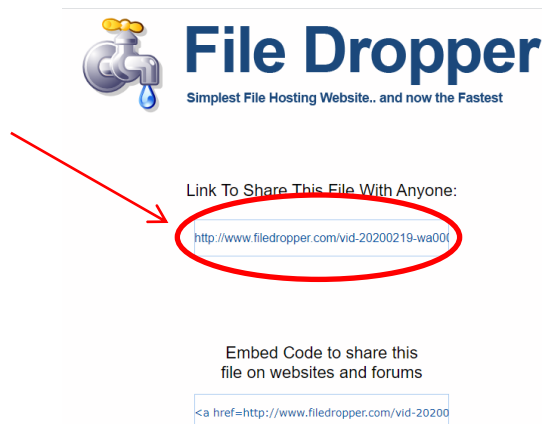 File Dropper
Simplest File Hosting Website.. and now the Fastest
Link To Share This File With Anyone:
http://www.filedropper.com/vid-20200219-wa000
Embed Code to share this
file on websites and forums
<a href=http://www.filedropper.com/vid-20200